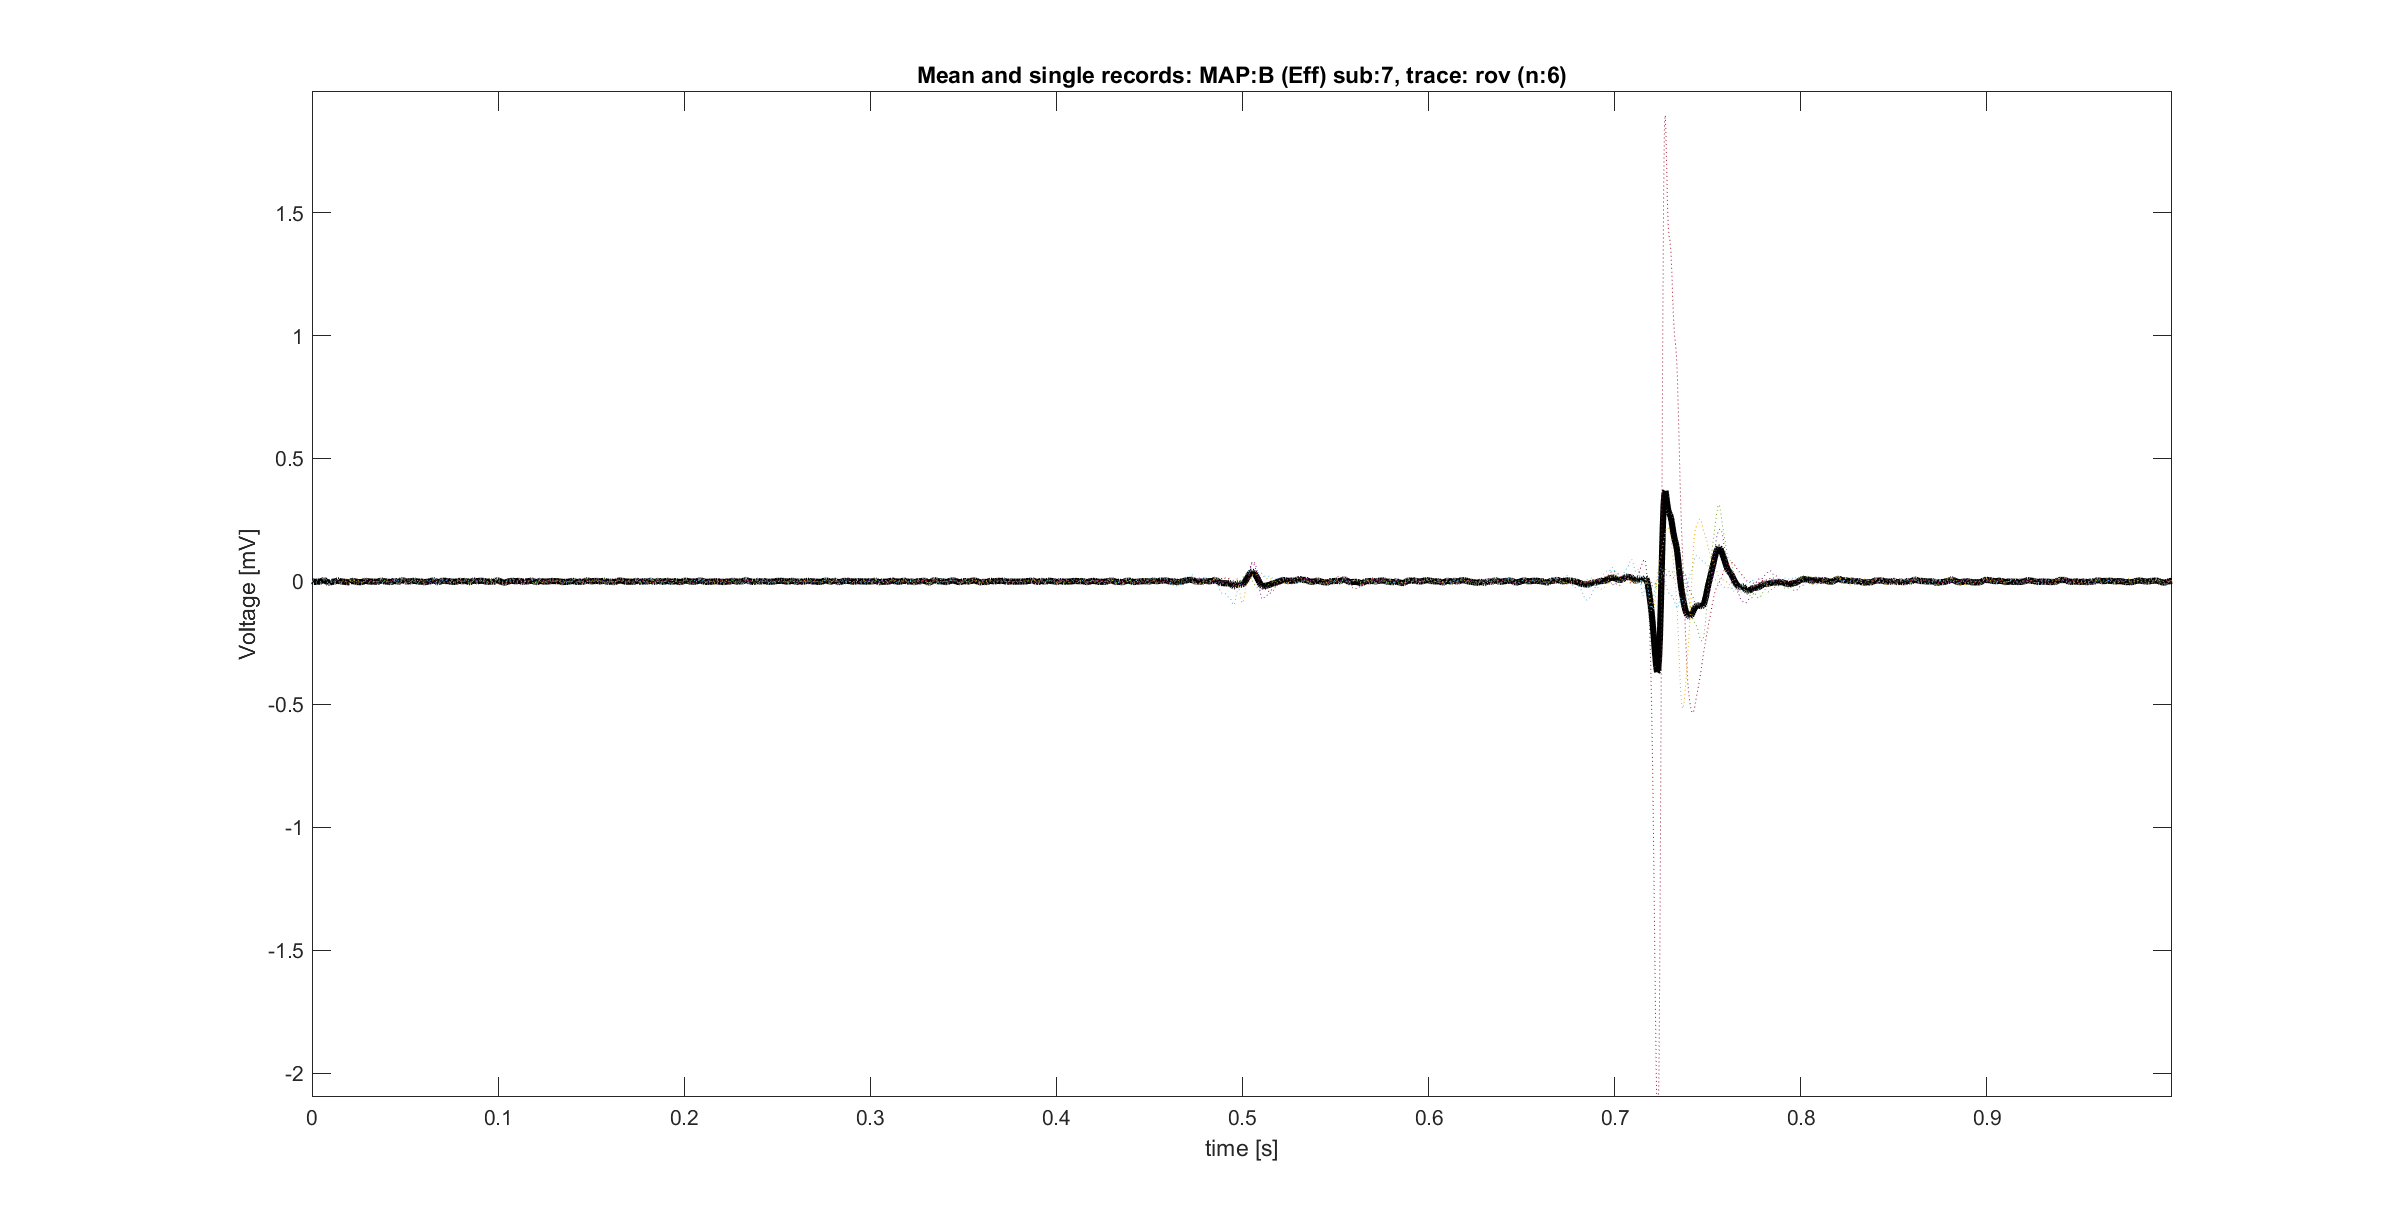 Mean and single records: MAP:B (Eff) sub:7, trace: rov (n:6)
1.5
1
0.5
0
-0.5
-1
-1.5
-2
Voltage [mV]
0 0.1 0.2 0.3 0.4 0.5 0.6 0.7 0.8 0.9
time [s]